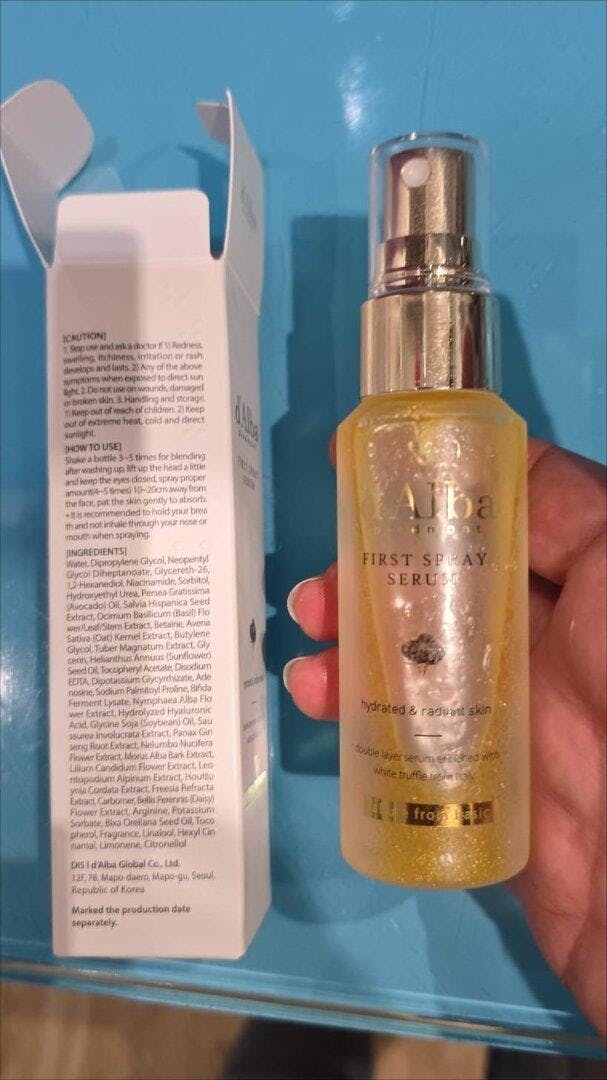 [CAUTION]
1. Stop use and ask a doctor if 1) Redness,
swelling, itchiness, irritation or rash
develops and lasts. 2) Any of the above
symptoms when exposed to direct sun
light. 2. Do not use on wounds, damaged
or broken skin. 3. Handling and storage.
1) Keep out of reach of children. 2) Keep
out of extreme heat, cold and direct
sunlight.
[HOW TO USE]
Shake a bottle 3~5 times for blending
after washing up, lift up the head a little
and keep the eyes closed, spray proper
amount(4~5 times) 10~20cm away from
the face, pat the skin gently to absorb.
• It is recommended to hold your brea
th and not inhale through your nose or
mouth when spraying.
[INGREDIENTS]
Water, Dipropylene Glycol, Neopentyl
Glycol Diheptanoate, Glycereth-26,
1,2-Hexanediol, Niacinamide, Sorbitol,
Hydroxyethyl Urea, Persea Gratissima
(Avocado) Oil, Salvia Hispanica Seed
Extract, Ocimum Basilicum (Basil) Flo
wer/Leaf/Stem Extract, Betaine, Avena
Sativa (Oat) Kernel Extract, Butylene
Glycol, Tuber Magnatum Extract, Gly
cerin, Helianthus Annuus (Sunflower)
Seed Oil, Tocopheryl Acetate, Disodium
EDTA, Dipotassium Glycyrrhizate, Ade
nosine, Sodium Palmitoyl Proline, Bifida
Ferment Lysate, Nymphaea Alba Flo
wer Extract, Hydrolyzed Hyaluronic
Acid, Glycine Soja (Soybean) Oil, Sau
ssurea Involucrata Extract, Panax Gin
seng Root Extract, Nelumbo Nucifera
Flower Extract, Morus Alba Bark Extract,
Lilium Candidum Flower Extract, Leo
ntopodium Alpinum Extract, Houttu
ynia Cordata Extract, Freesia Refracta
Extract, Carbomer, Bellis Perennis (Daisy)
Flower Extract, Arginine, Potassium
Sorbate, Bixa Orellana Seed Oil, Toco
pherol, Fragrance, Linalool, Hexyl Cin
namal, Limonene, Citronellol
DIS I d'Alba Global Co., Ltd.
12F, 78, Mapo-daero, Mapo-gu, Seoul,
Republic of Korea
Marked the production date
separately.
d'Alba
piedmont
FIRST SPRAY
SERUM
d'Alba
piedmont
FIRST SPRAY
SERUM
hydrated & radiant skin
double layer serum enriched with
white truffle from Italy
from basic